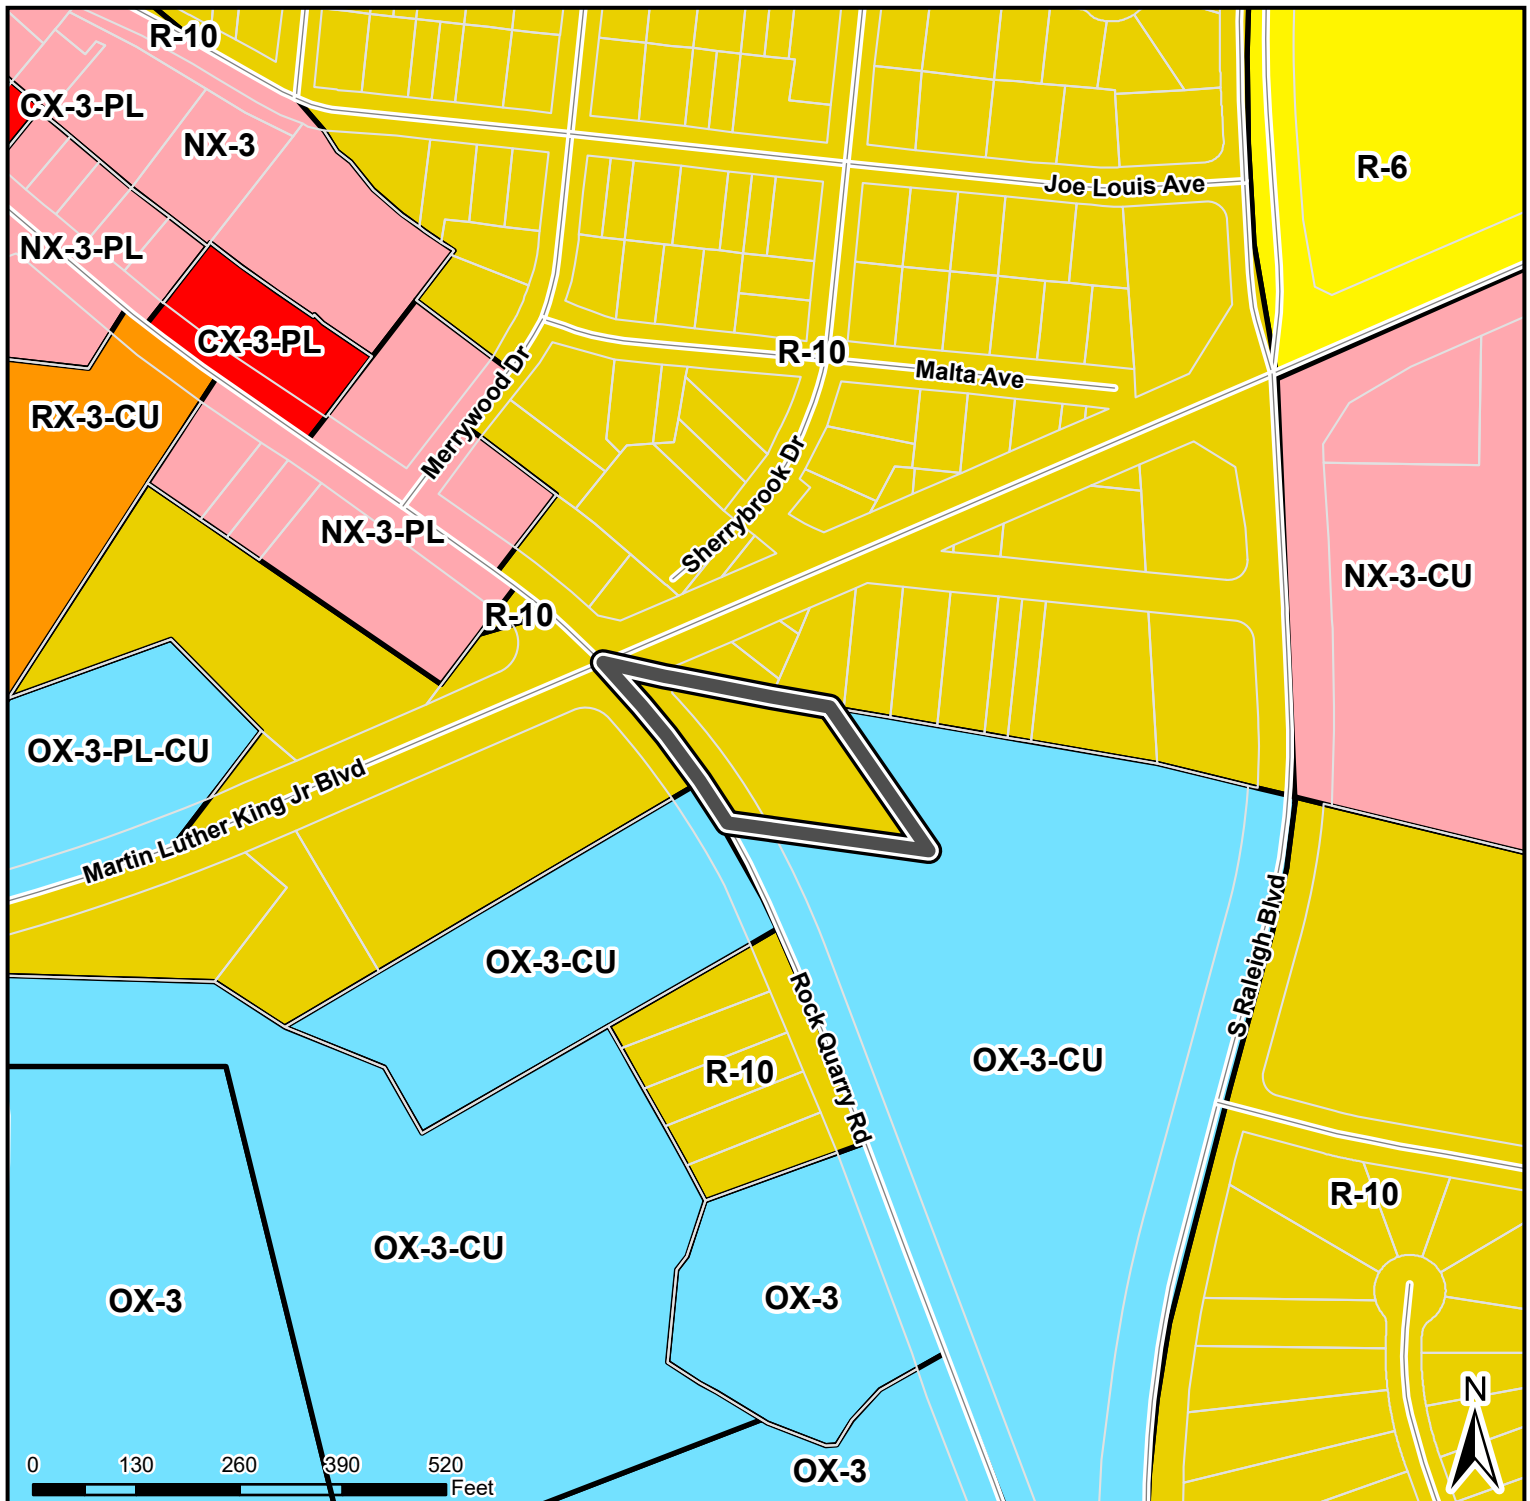 R-10
CX-3-PL
NX-3
R-6
Joe Louis Ave
NX-3-PL
CX-3-PL
R-10
Malta Ave
RX-3-CU
Merrywood Dr
Sherrybrook Dr
NX-3-PL
NX-3-CU
R-10
OX-3-PL-CU
Martin Luther King Jr Blvd
S Raleigh Blvd
OX-3-CU
Rock Quarry Rd
OX-3-CU
R-10
R-10
OX-3-CU
OX-3
OX-3
N
OX-3
0 130 260 390 520
Feet